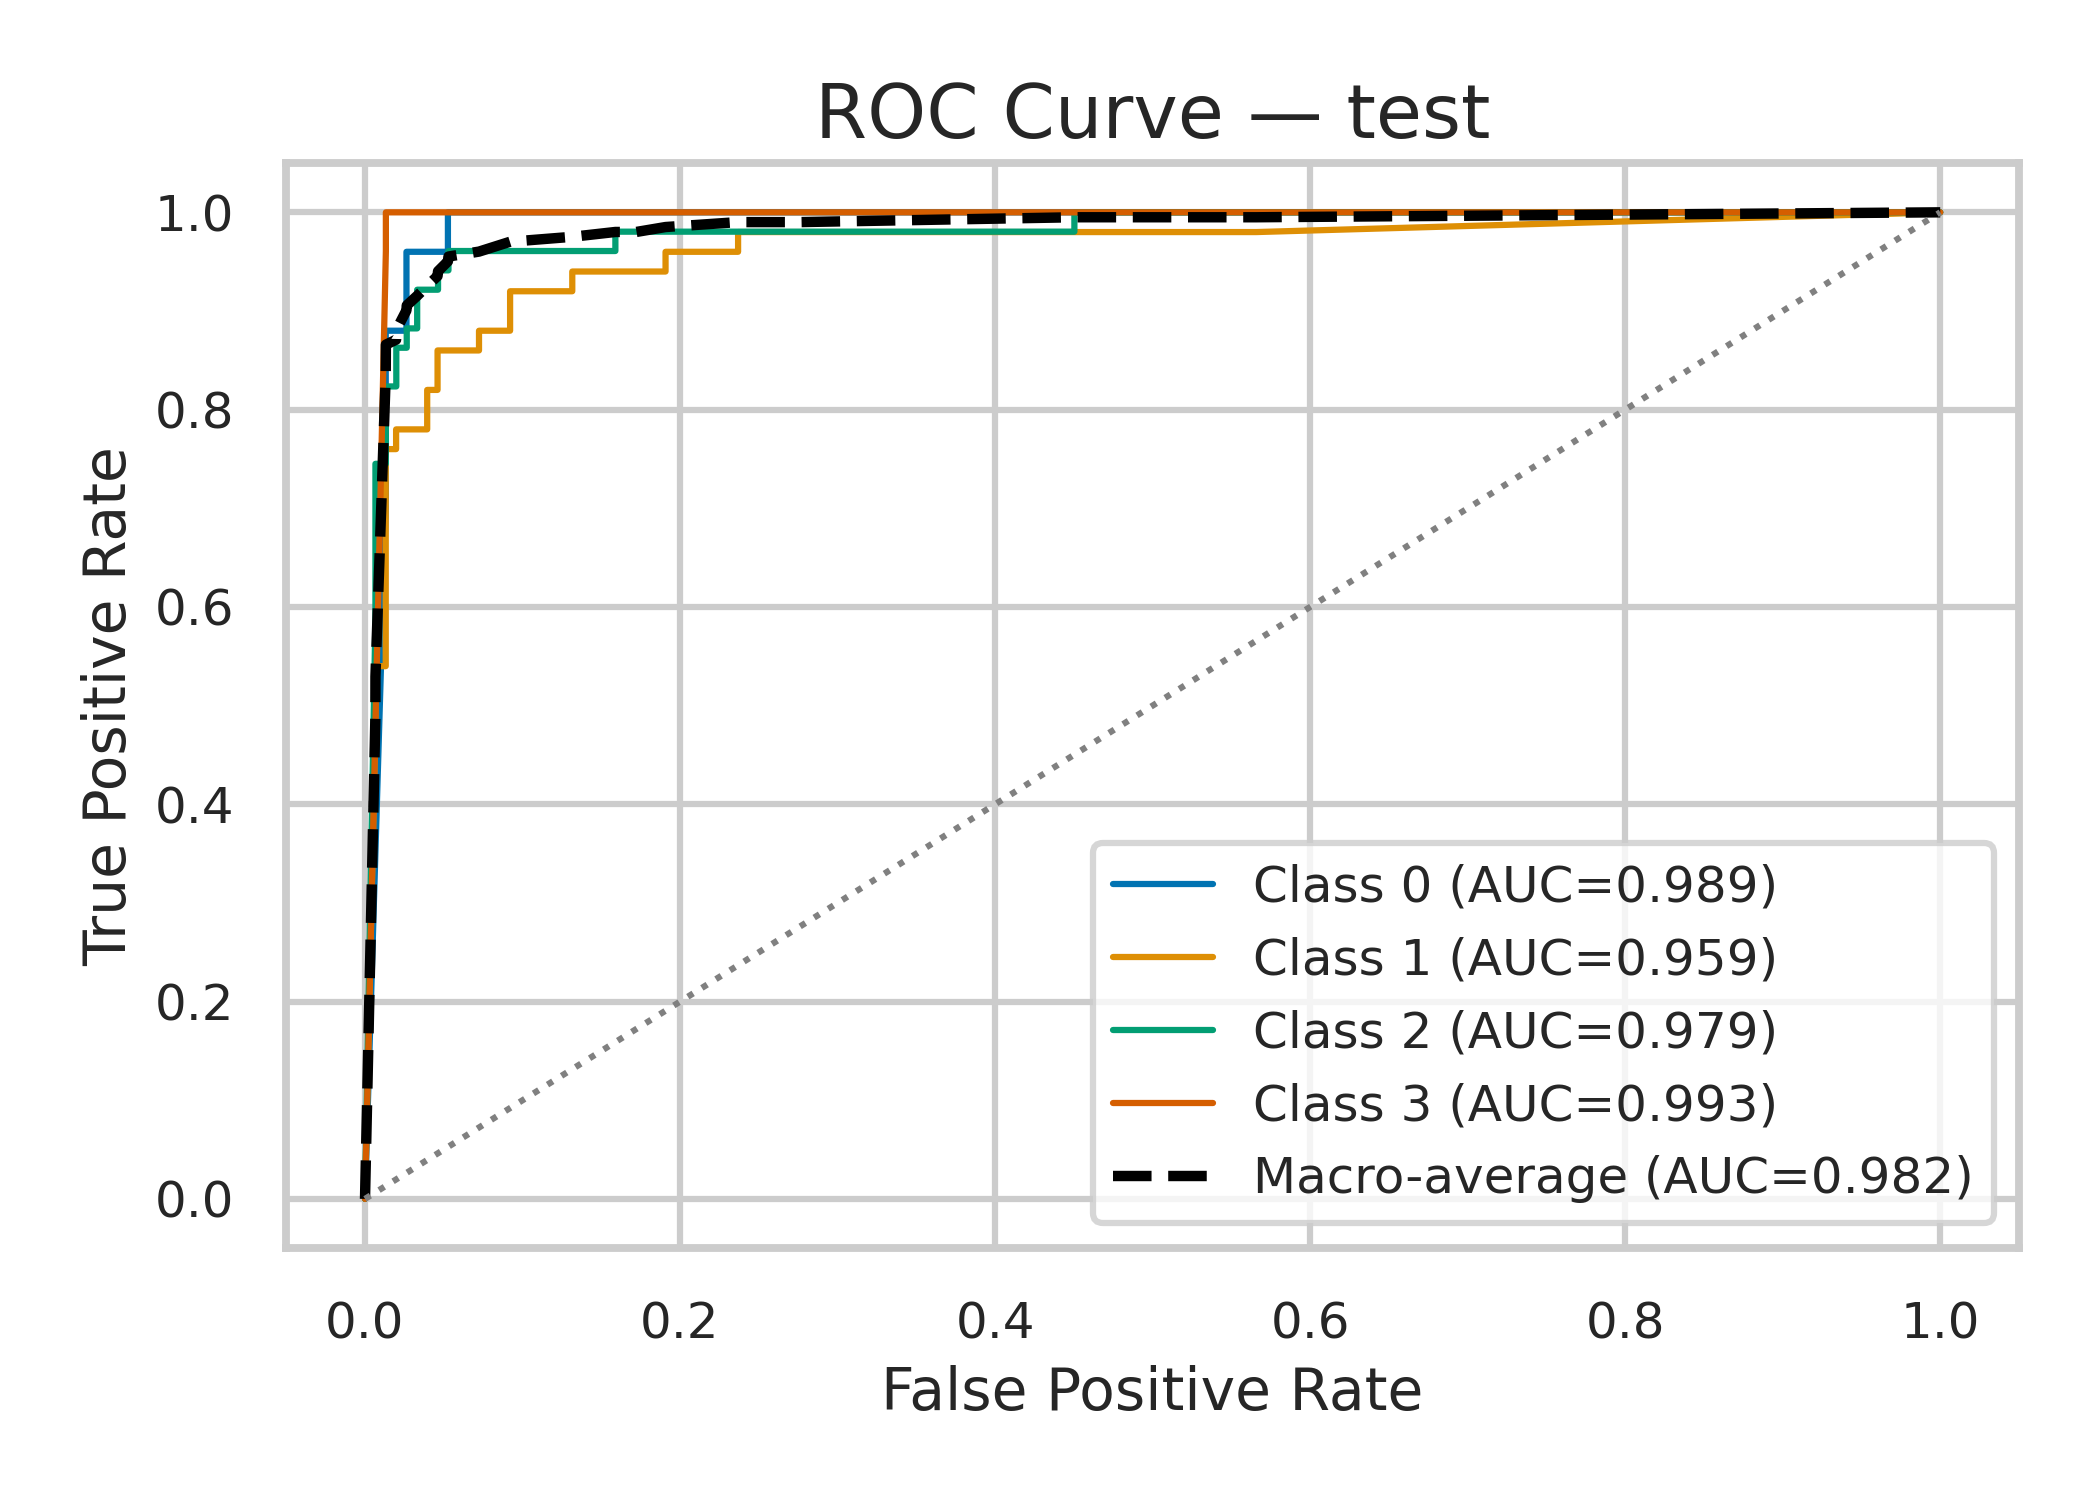 ROC Curve — test
True Positive Rate
1.0
0.8
0.6
0.4
0.2
0.0
Class 0 (AUC=0.989)
Class 1 (AUC=0.959)
Class 2 (AUC=0.979)
Class 3 (AUC=0.993)
Macro-average (AUC=0.982)
0.0 0.2 0.4 0.6 0.8 1.0
False Positive Rate